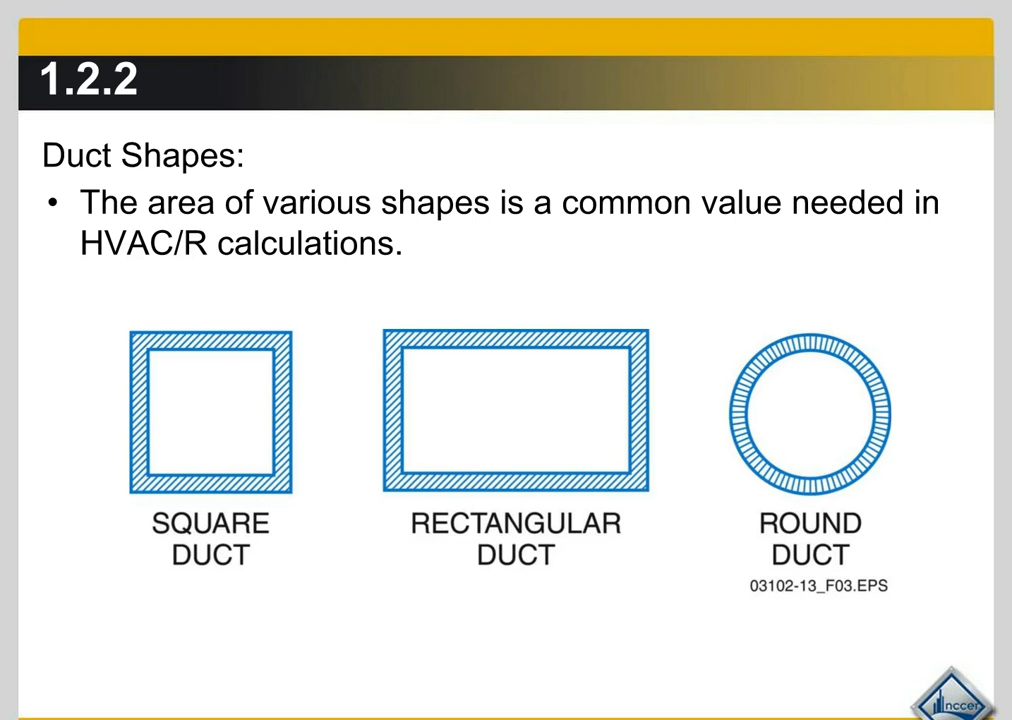 1.2.2
Duct Shapes:
• The area of various shapes is a common value needed in
HVAC/R calculations.
SQUARE
DUCT
RECTANGULAR
DUCT
ROUND
DUCT
03102-13_F03.EPS
nccer